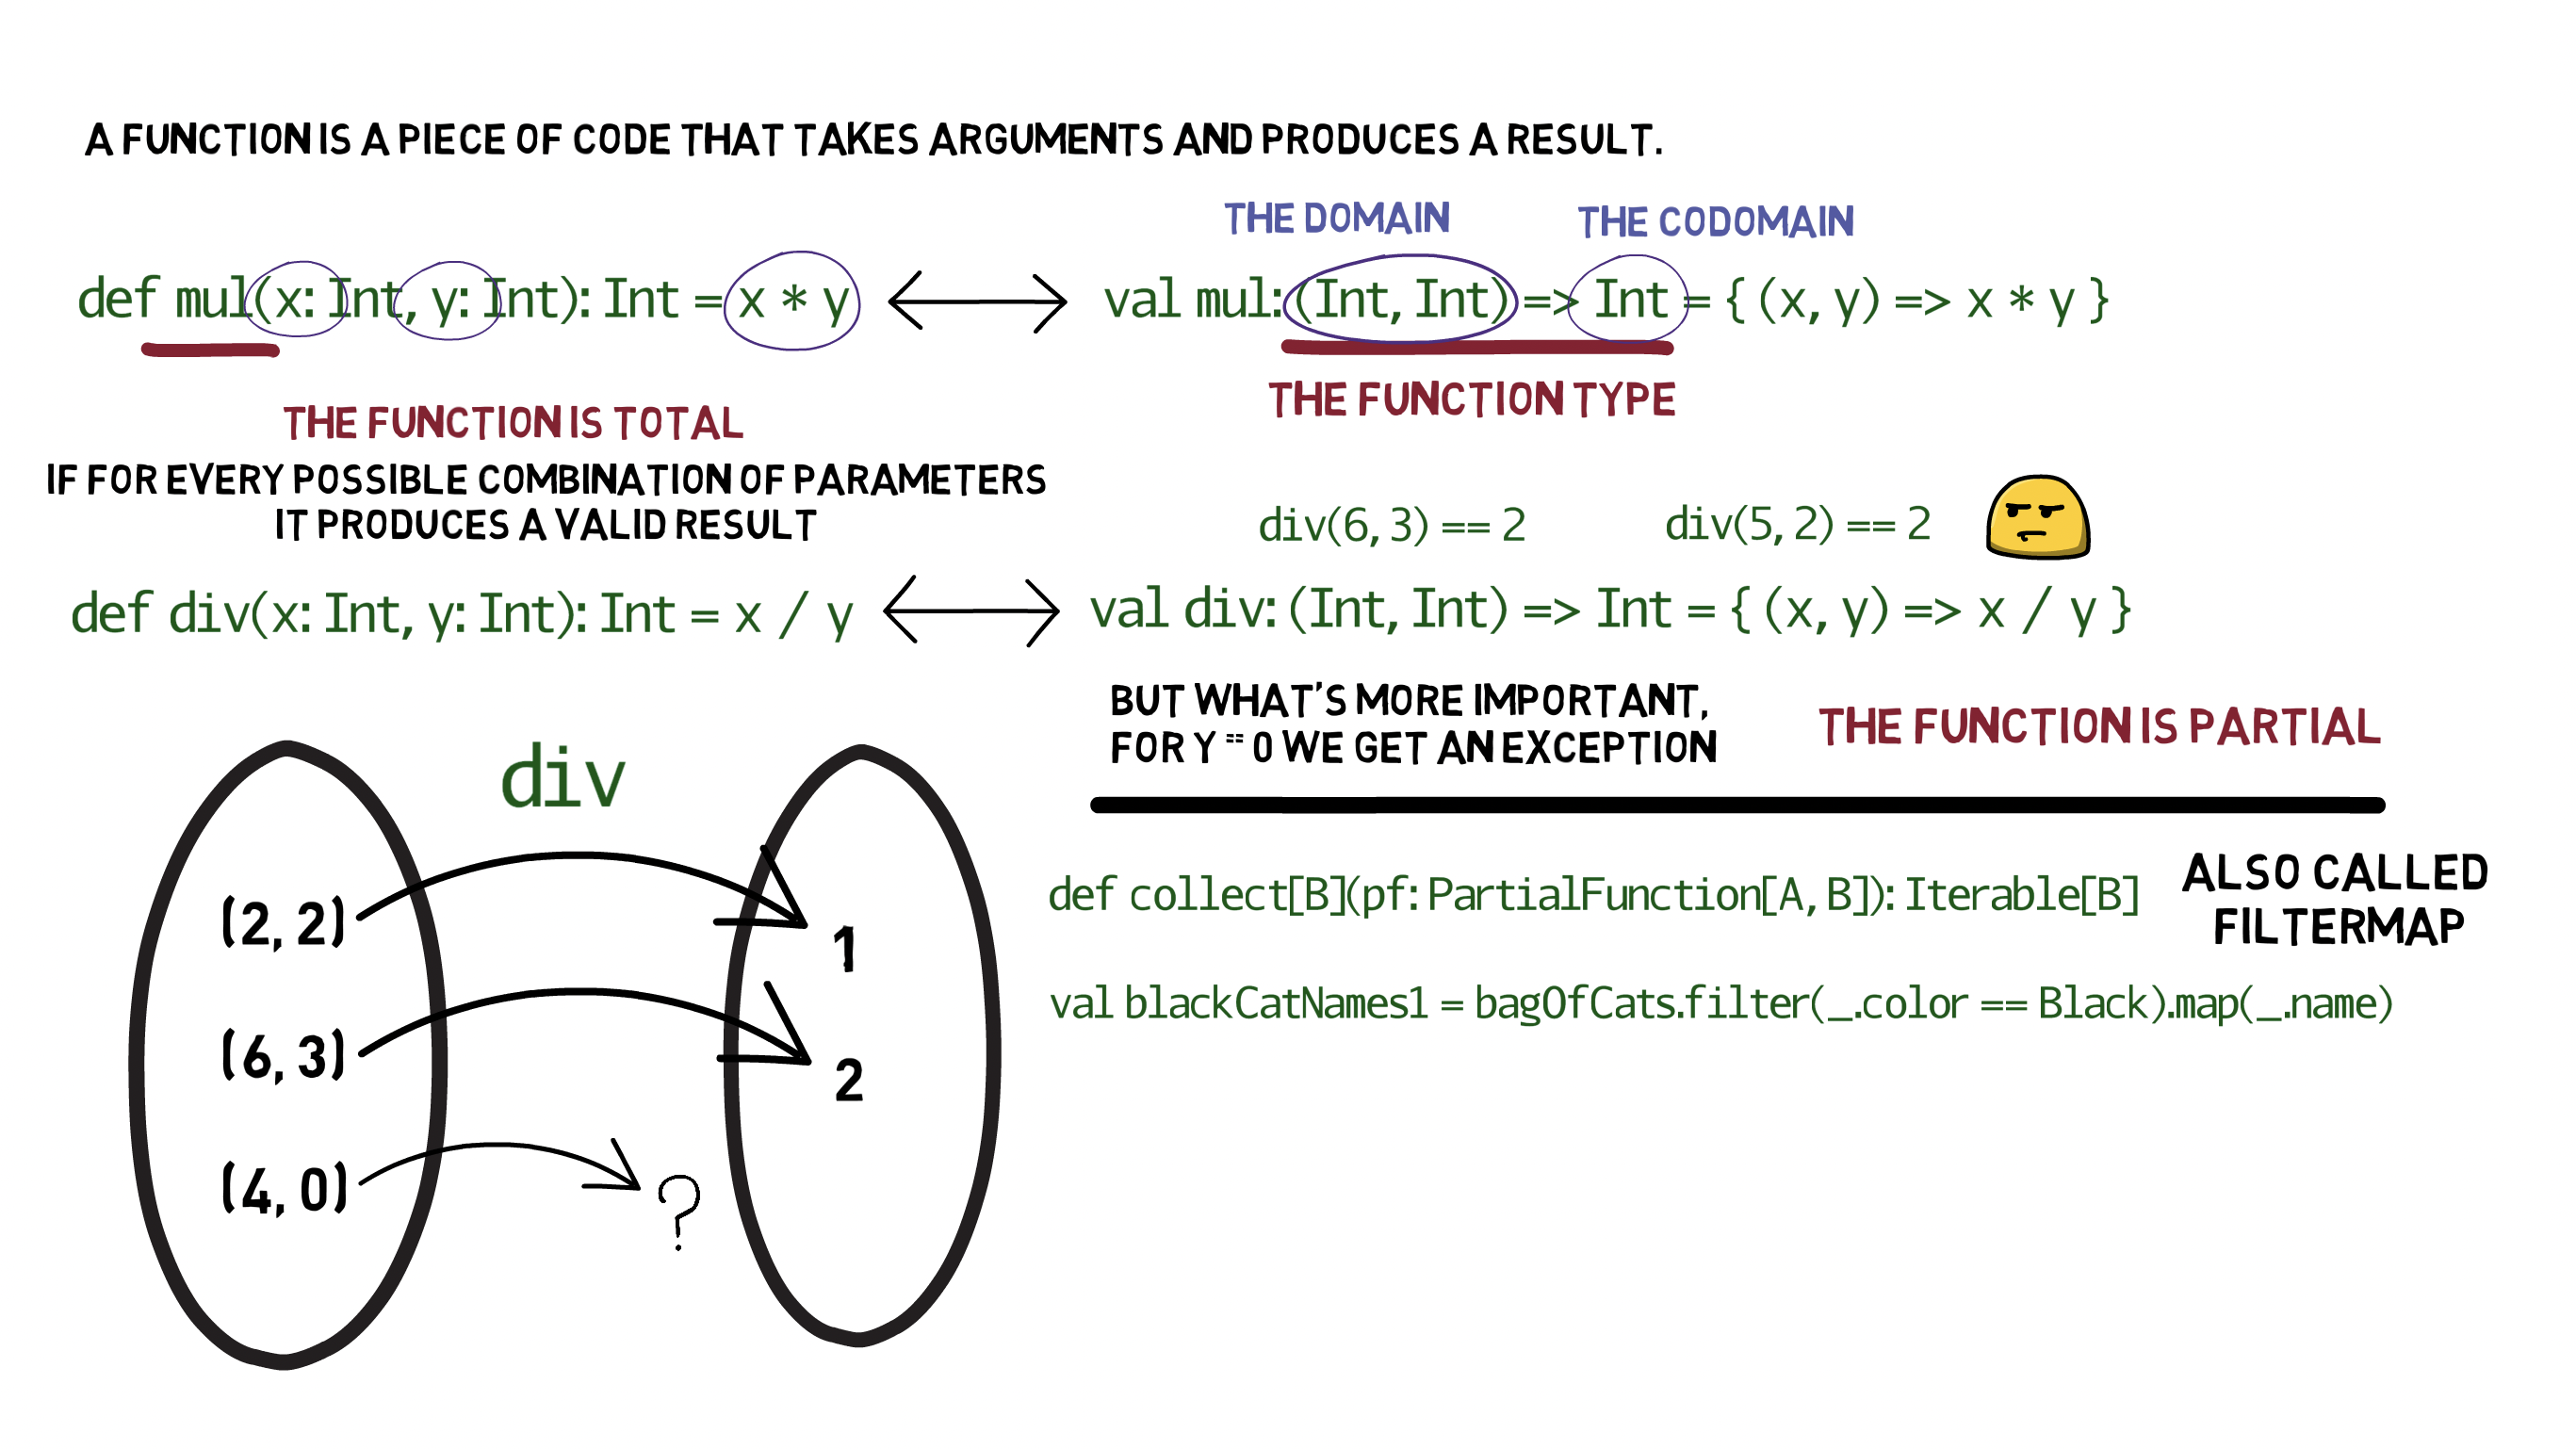 A FUNCTION IS A PIECE OF CODE THAT TAKES ARGUMENTS AND PRODUCES A RESULT.
THE DOMAIN
THE CODOMAIN
def mul(x: Int, y: Int): Int = x * y
val mul: (Int, Int) => Int = { (x, y) => x * y }
THE FUNCTION TYPE
THE FUNCTION IS TOTAL
IF FOR EVERY POSSIBLE COMBINATION OF PARAMETERS
IT PRODUCES A VALID RESULT
div(6, 3) == 2
div(5, 2) == 2
def div(x: Int, y: Int): Int = x / y
val div: (Int, Int) => Int = { (x, y) => x / y }
BUT WHAT'S MORE IMPORTANT,
FOR Y == 0 WE GET AN EXCEPTION
THE FUNCTION IS PARTIAL
div
(2, 2)
1
(6, 3)
2
(4, 0)
?
def collect[B](pf: PartialFunction[A, B]): Iterable[B]
ALSO CALLED
FILTERMAP
val blackCatNames1 = bagOfCats.filter(_.color == Black).map(_.name)